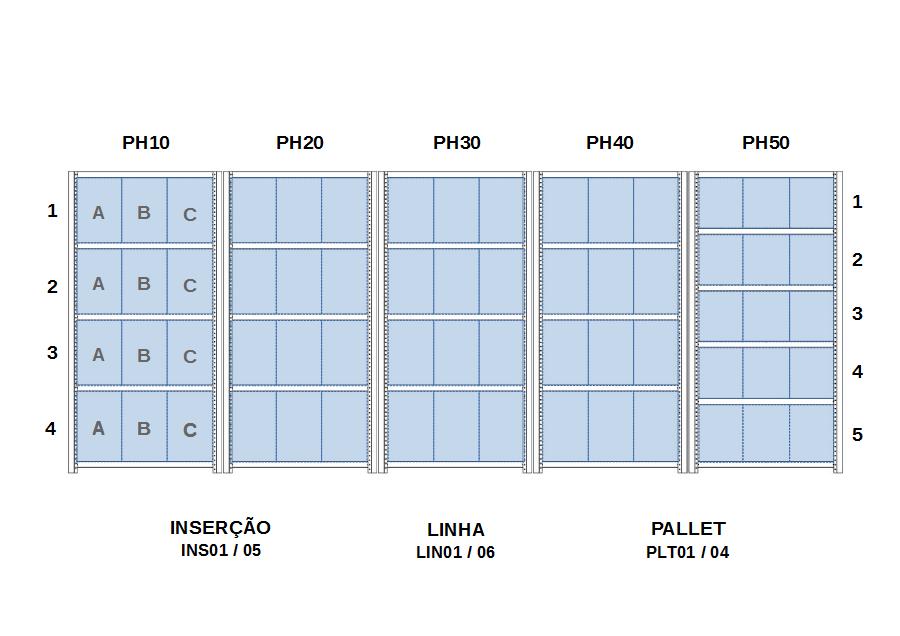 PH10 PH20 PH30 PH40 PH50
1 A B C 1
2 A B C 2
3 A B C 3
4 A B C 4
5
INSERÇÃO LINHA PALLET
INS01 / 05 LIN01 / 06 PLT01 / 04